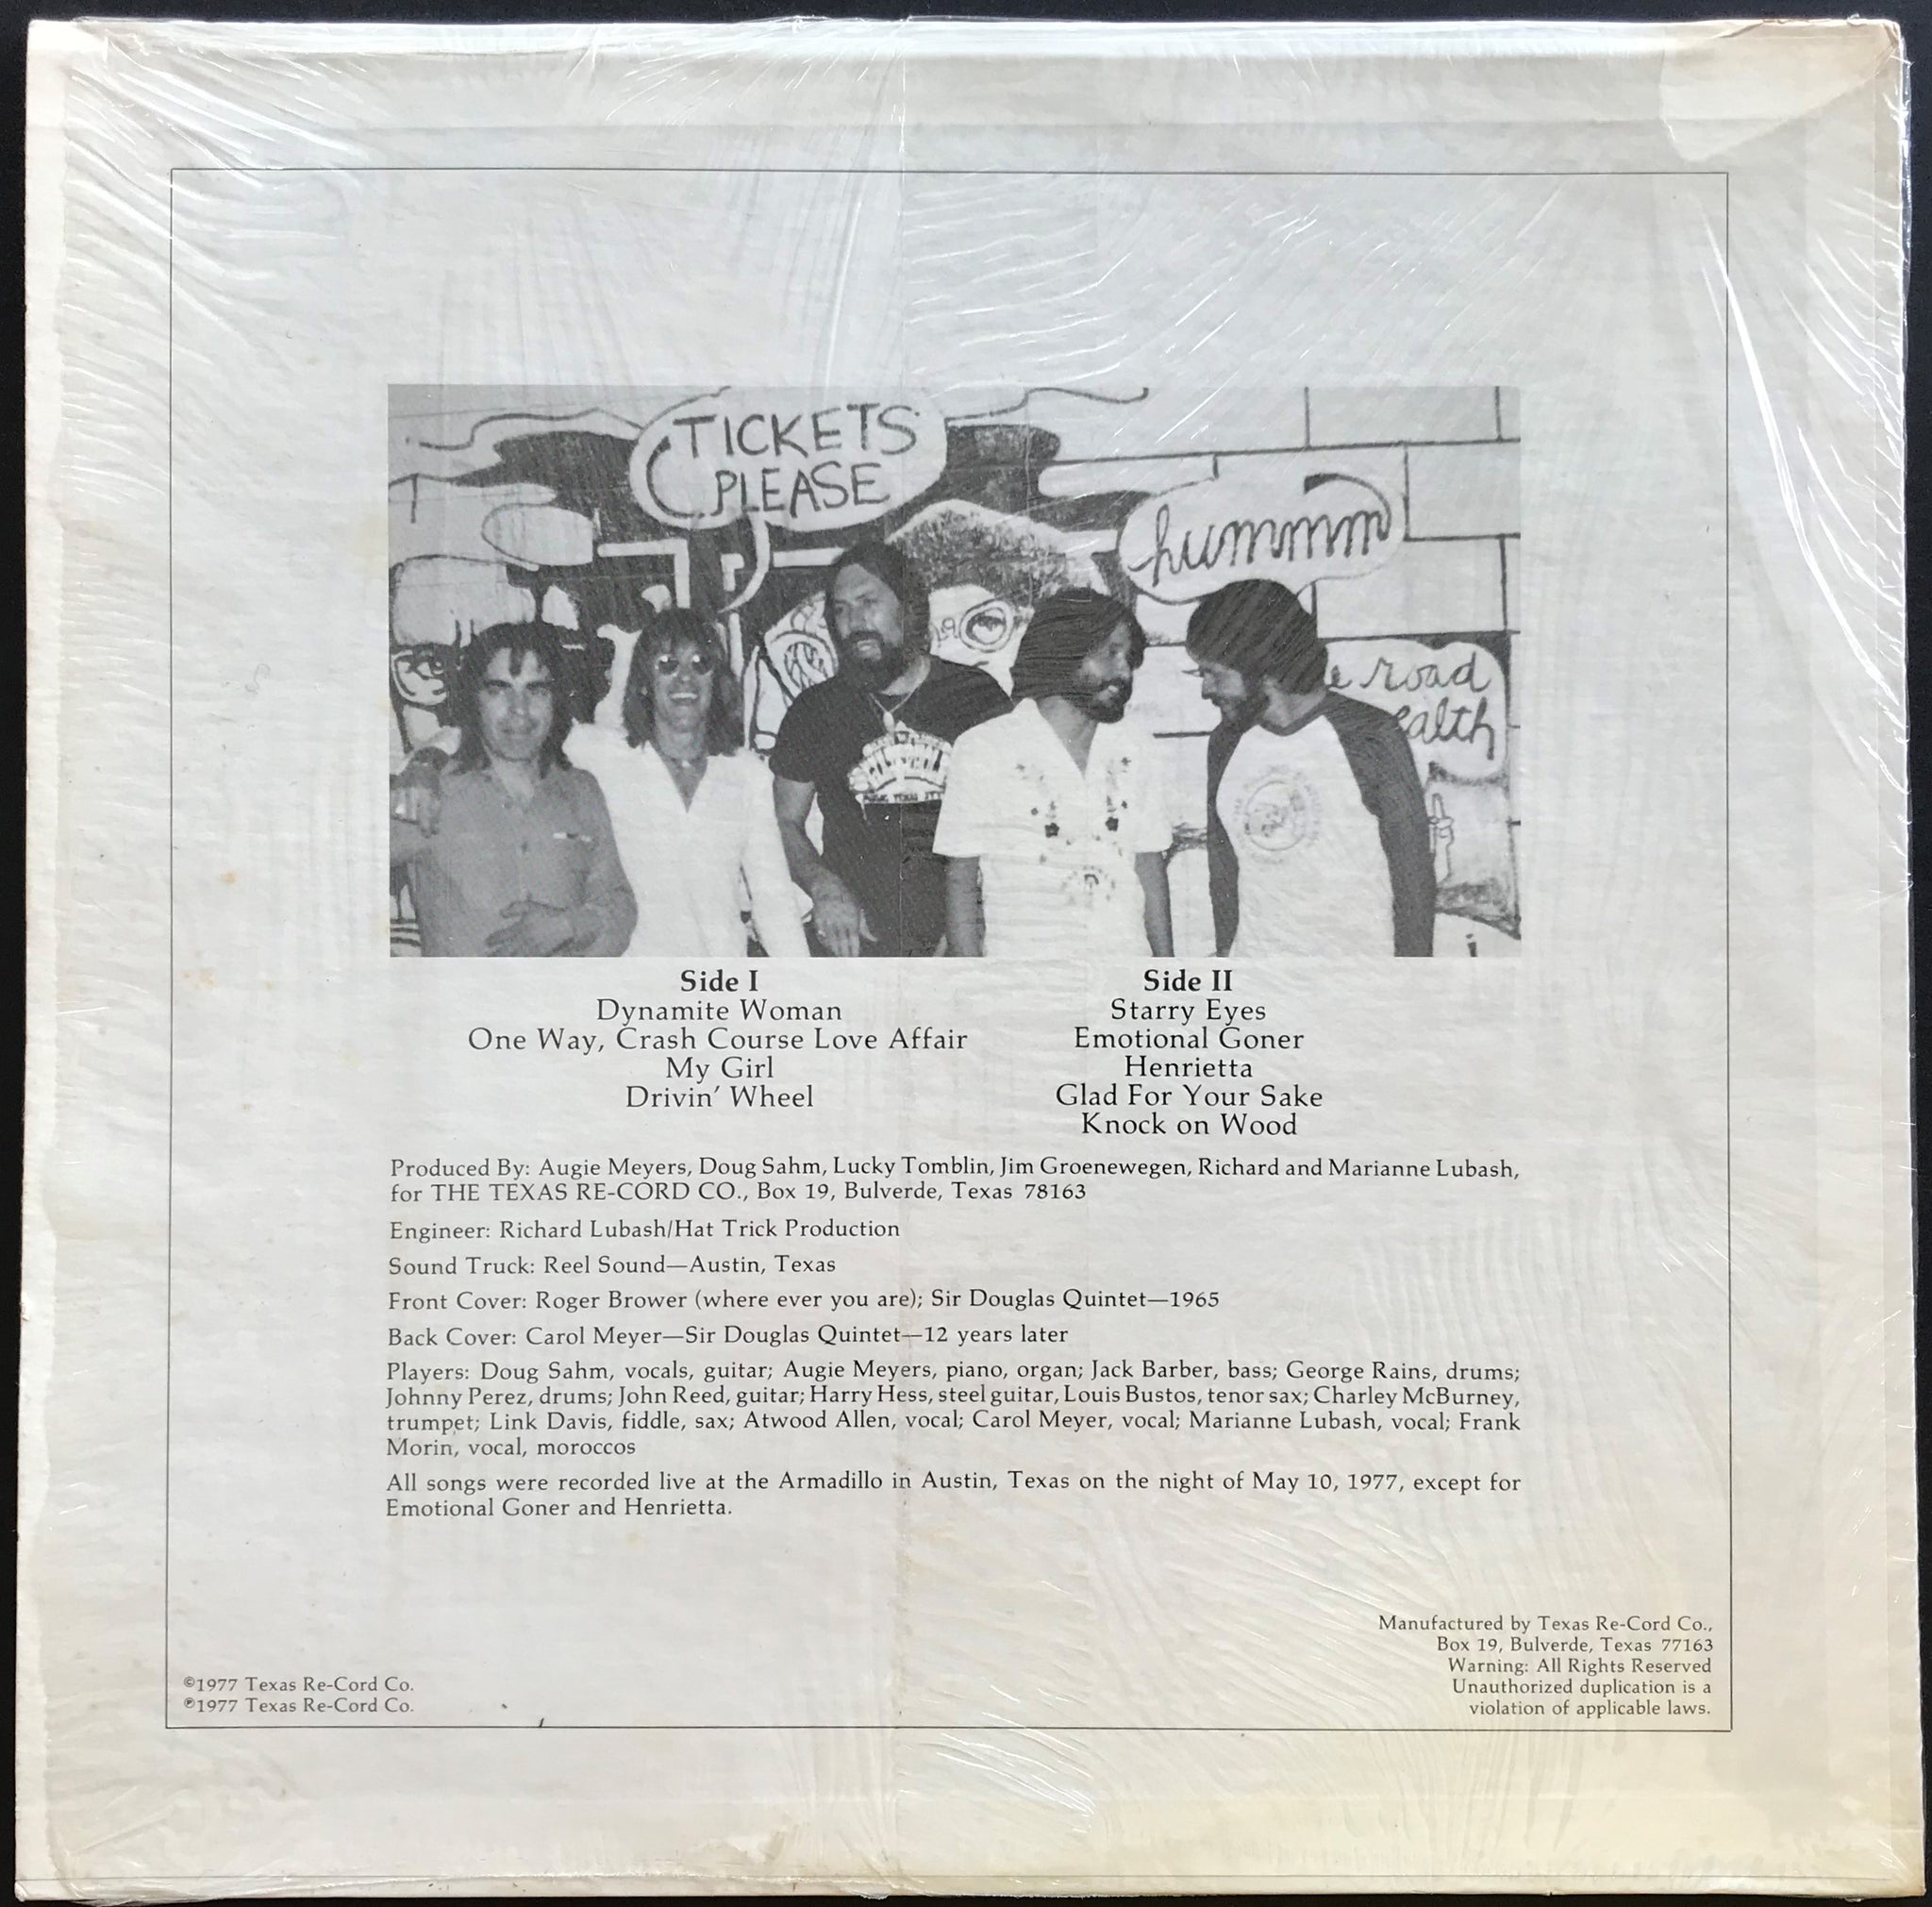 TICKETS
PLEASE
hummmm
road
Side I
Dynamite Woman
One Way, Crash Course Love Affair
My Girl
Drivin' Wheel
Side II
Starry Eyes
Emotional Goner
Henrietta
Glad For Your Sake
Knock on Wood
Produced By: Augie Meyers, Doug Sahm, Lucky Tomblin, Jim Groenewegen, Richard and Marianne Lubash,
for THE TEXAS RE-CORD CO., Box 19, Bulverde, Texas 78163
Engineer: Richard Lubash/Hat Trick Production
Sound Truck: Reel Sound—Austin, Texas
Front Cover: Roger Brower (where ever you are); Sir Douglas Quintet—1965
Back Cover: Carol Meyer—Sir Douglas Quintet—12 years later
Players: Doug Sahm, vocals, guitar; Augie Meyers, piano, organ; Jack Barber, bass; George Rains, drums;
Johnny Perez, drums; John Reed, guitar; Harry Hess, steel guitar, Louis Bustos, tenor sax; Charley McBurney,
trumpet; Link Davis, fiddle, sax; Atwood Allen, vocal; Carol Meyer, vocal; Marianne Lubash, vocal; Frank
Morin, vocal, moroccos
All songs were recorded live at the Armadillo in Austin, Texas on the night of May 10, 1977, except for
Emotional Goner and Henrietta.
Manufactured by Texas Re-Cord Co.,
Box 19, Bulverde, Texas 77163
Warning: All Rights Reserved
Unauthorized duplication is a
violation of applicable laws.
©1977 Texas Re-Cord Co.
℗1977 Texas Re-Cord Co.